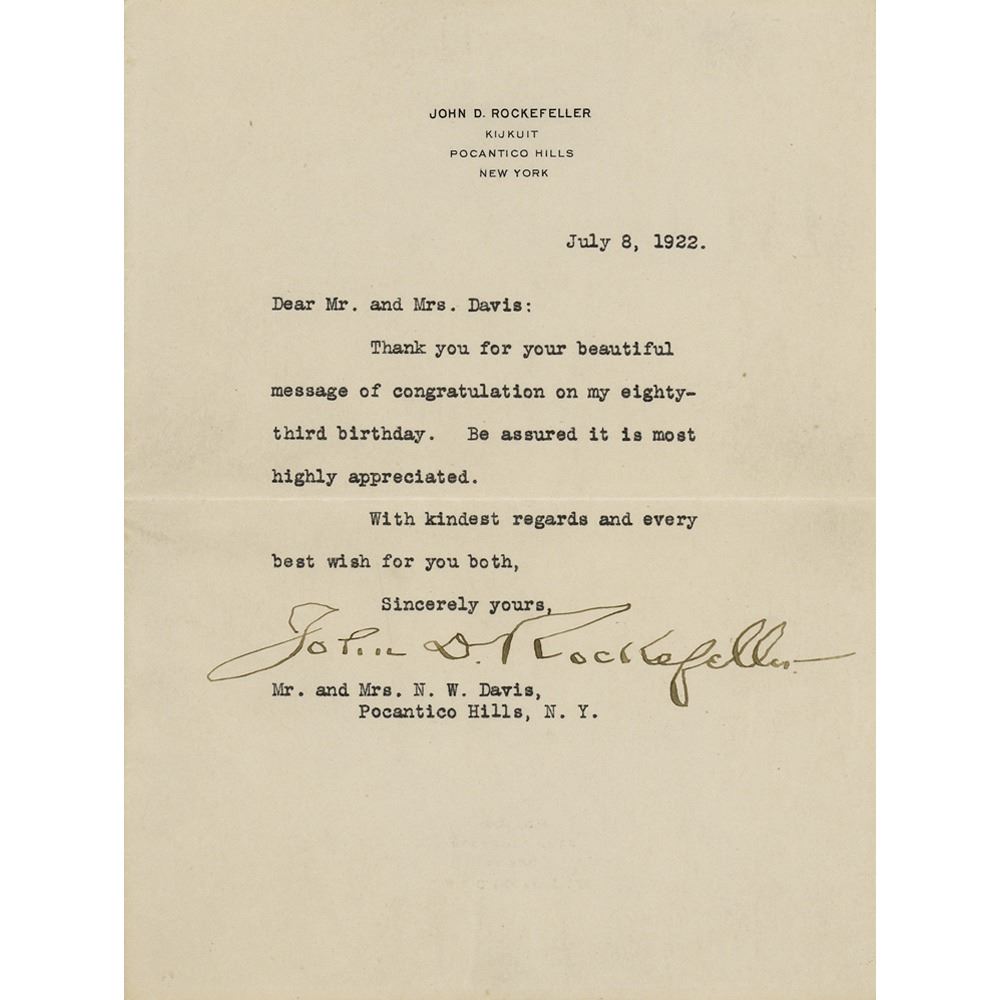 JOHN D. ROCKEFELLER
KIJKUIT
POCANTICO HILLS
NEW YORK
July 8, 1922.
Dear Mr. and Mrs. Davis:
Thank you for your beautiful
message of congratulation on my eighty-
third birthday. Be assured it is most
highly appreciated.
With kindest regards and every
best wish for you both,
Sincerely yours,
John D. Rockefeller
Mr. and Mrs. N. W. Davis,
Pocantico Hills, N. Y.